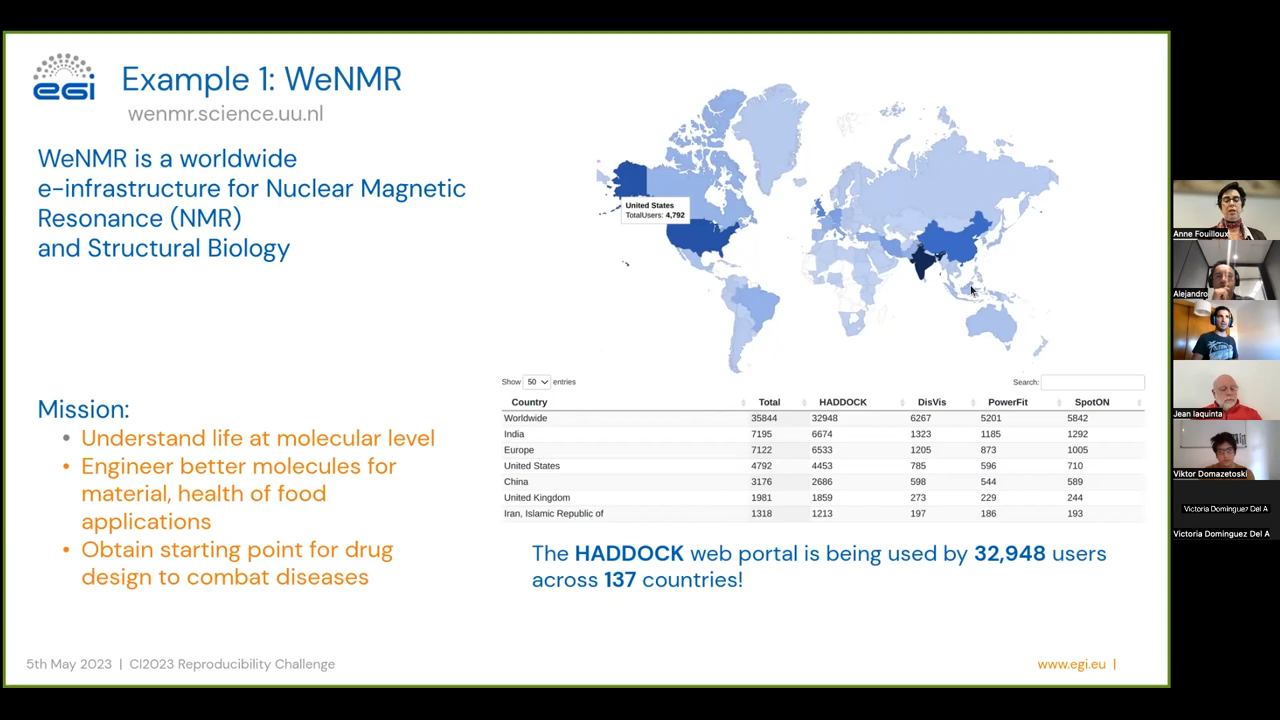 egi
Example 1: WeNMR
wenmr.science.uu.nl
WeNMR is a worldwide
e-infrastructure for Nuclear Magnetic
Resonance (NMR)
and Structural Biology
Mission:
• Understand life at molecular level
• Engineer better molecules for
material, health of food
applications
• Obtain starting point for drug
design to combat diseases
United States
TotalUsers: 4,792
Show 50 entries
Search:
Country Total HADDOCK DisVis PowerFit SpotON
Worldwide 35844 32948 6267 5201 5842
India 7195 6674 1323 1185 1292
Europe 7122 6533 1205 873 1005
United States 4792 4453 785 596 710
China 3176 2686 598 544 589
United Kingdom 1981 1859 273 229 244
Iran, Islamic Republic of 1318 1213 197 186 193
The HADDOCK web portal is being used by 32,948 users
across 137 countries!
5th May 2023 | CI2023 Reproducibility Challenge
www.egi.eu |
Anne Fouilloux
Alejandro
Jean Iaquinta
Viktor Domazetoski
Victoria Dominguez Del A
Victoria Dominguez Del A